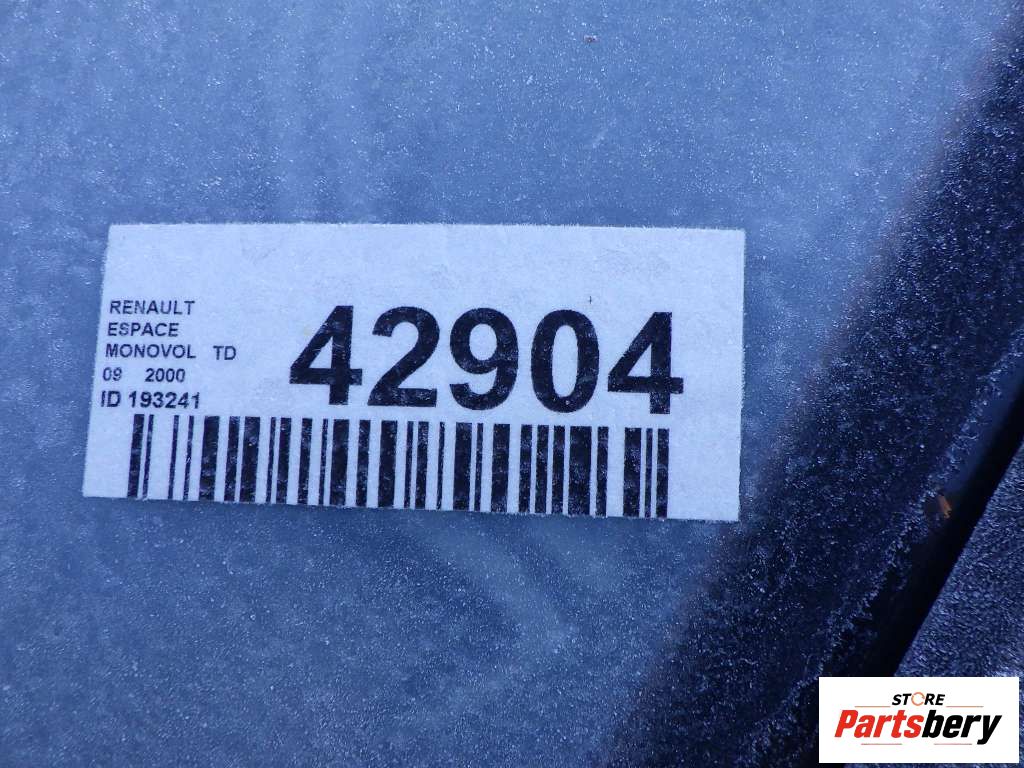 RENAULT
ESPACE
MONOVOL TD
09 2000
ID 193241
42904
STORE
Partsbery